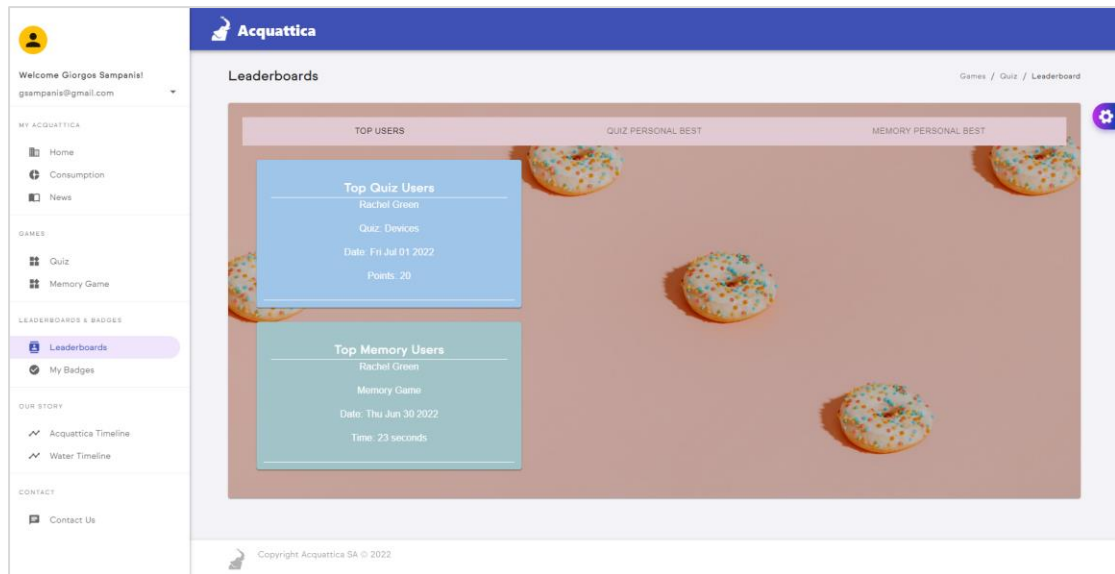 Acquattica
Welcome Giorgos Sampanis!
gsampanis@gmail.com
MY ACQUATTICA
Home
Consumption
News
GAMES
Quiz
Memory Game
LEADERBOARDS & BADGES
Leaderboards
My Badges
OUR STORY
Acquattica Timeline
Water Timeline
CONTACT
Contact Us
Leaderboards
Games / Quiz / Leaderboard
TOP USERS QUIZ PERSONAL BEST MEMORY PERSONAL BEST
Top Quiz Users
Rachel Green
Quiz: Devices
Date: Fri Jul 01 2022
Points: 20
Top Memory Users
Rachel Green
Memory Game
Date: Thu Jun 30 2022
Time: 23 seconds
Copyright Acquattica SA © 2022